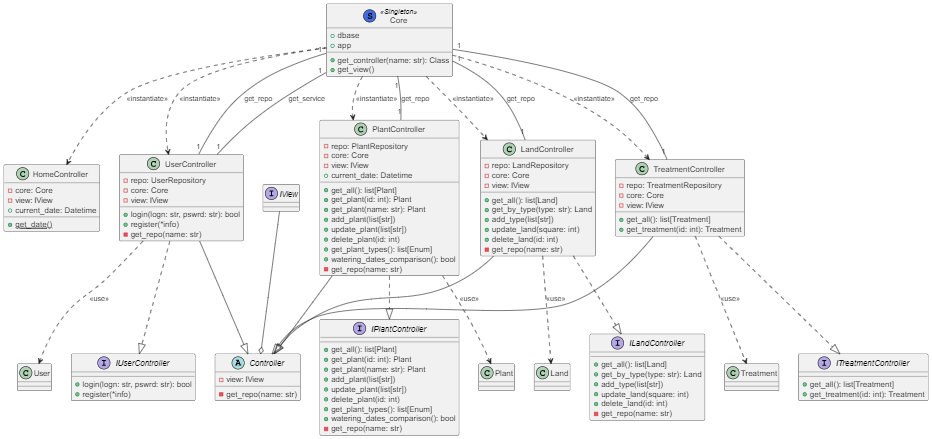 S
«Singleton»
Core
dbase
app
get_controller(name: str): Class
get_view()
1
1
1
1
1
«instantiate»
«instantiate»
get_repo
get_service
«instantiate»
get_repo
«instantiate»
get_repo
«instantiate»
get_repo
1
1
1
1
1
C HomeController
core: Core
view: IView
current_date: Datetime
get_date()
C UserController
repo: UserRepository
core: Core
view: IView
login(logn: str, pswrd: str): bool
register(*info)
get_repo(name: str)
I IView
C PlantController
repo: PlantRepository
core: Core
view: IView
current_date: Datetime
get_all(): list[Plant]
get_plant(id: int): Plant
get_plant(name: str): Plant
add_plant(list[str])
update_plant(list[str])
delete_plant(id: int)
get_plant_types(): list[Enum]
watering_dates_comparison(): bool
get_repo(name: str)
C LandController
repo: LandRepository
core: Core
view: IView
get_all(): list[Land]
get_by_type(type: str): Land
add_type(list[str])
update_land(square: int)
delete_land(id: int)
get_repo(name: str)
C TreatmentController
repo: TreatmentRepository
core: Core
view: IView
get_all(): list[Treatment]
get_treatment(id: int): Treatment
«use»
«use»
«use»
«use»
C User
I IUserController
login(logn: str, pswrd: str): bool
register(*info)
A Controller
view: IView
get_repo(name: str)
I IPlantController
get_all(): list[Plant]
get_plant(id: int): Plant
get_plant(name: str): Plant
add_plant(list[str])
update_plant(list[str])
delete_plant(id: int)
get_plant_types(): list[Enum]
watering_dates_comparison(): bool
get_repo(name: str)
C Plant
C Land
I ILandController
get_all(): list[Land]
get_by_type(type: str): Land
add_type(list[str])
update_land(square: int)
delete_land(id: int)
get_repo(name: str)
C Treatment
I ITreatmentController
get_all(): list[Treatment]
get_treatment(id: int): Treatment